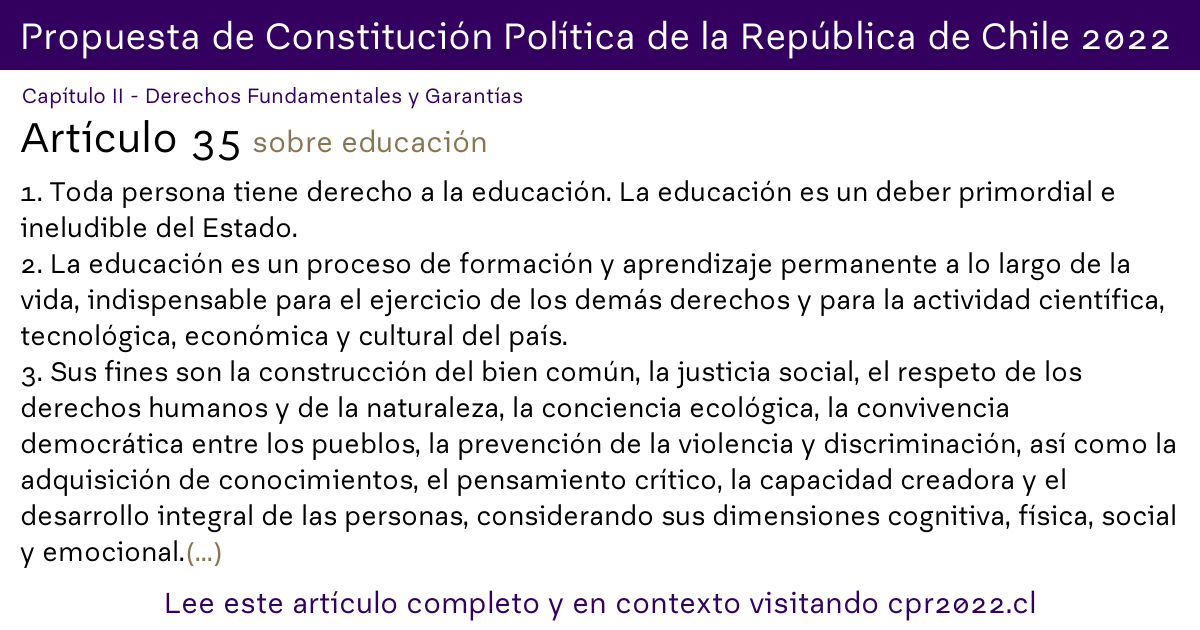 Propuesta de Constitución Política de la República de Chile 2022
Capítulo II - Derechos Fundamentales y Garantías
Artículo 35 sobre educación
1. Toda persona tiene derecho a la educación. La educación es un deber primordial e
ineludible del Estado.
2. La educación es un proceso de formación y aprendizaje permanente a lo largo de la
vida, indispensable para el ejercicio de los demás derechos y para la actividad científica,
tecnológica, económica y cultural del país.
3. Sus fines son la construcción del bien común, la justicia social, el respeto de los
derechos humanos y de la naturaleza, la conciencia ecológica, la convivencia
democrática entre los pueblos, la prevención de la violencia y discriminación, así como la
adquisición de conocimientos, el pensamiento crítico, la capacidad creadora y el
desarrollo integral de las personas, considerando sus dimensiones cognitiva, física, social
y emocional.(...)
Lee este artículo completo y en contexto visitando cpr2022.cl